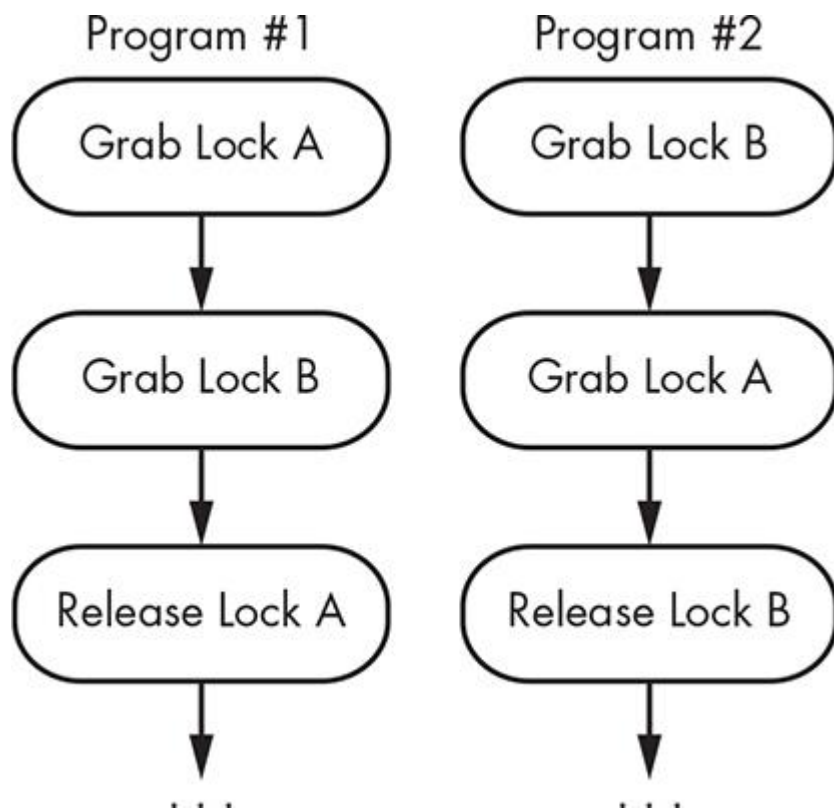 Program #1
Program #2
Grab Lock A
Grab Lock B
Grab Lock B
Grab Lock A
Release Lock A
Release Lock B